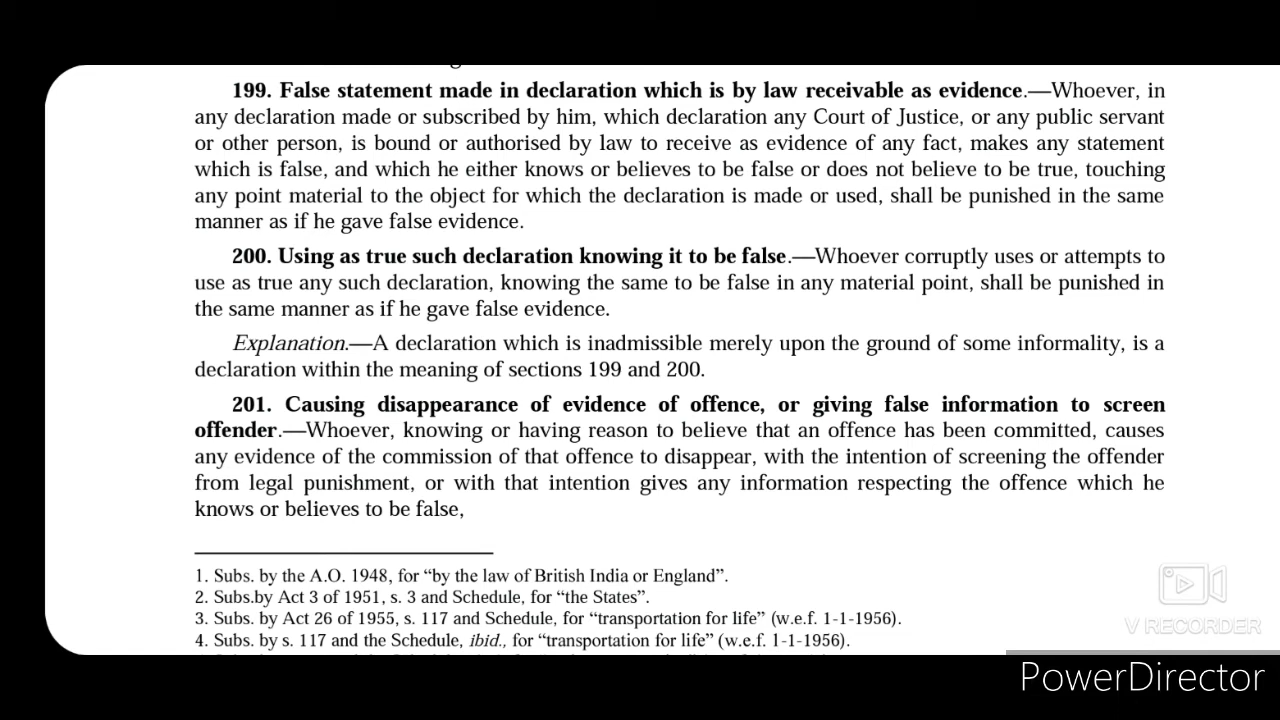 199. False statement made in declaration which is by law receivable as evidence.—Whoever, in
any declaration made or subscribed by him, which declaration any Court of Justice, or any public servant
or other person, is bound or authorised by law to receive as evidence of any fact, makes any statement
which is false, and which he either knows or believes to be false or does not believe to be true, touching
any point material to the object for which the declaration is made or used, shall be punished in the same
manner as if he gave false evidence.
200. Using as true such declaration knowing it to be false.—Whoever corruptly uses or attempts to
use as true any such declaration, knowing the same to be false in any material point, shall be punished in
the same manner as if he gave false evidence.
Explanation.—A declaration which is inadmissible merely upon the ground of some informality, is a
declaration within the meaning of sections 199 and 200.
201. Causing disappearance of evidence of offence, or giving false information to screen
offender.—Whoever, knowing or having reason to believe that an offence has been committed, causes
any evidence of the commission of that offence to disappear, with the intention of screening the offender
from legal punishment, or with that intention gives any information respecting the offence which he
knows or believes to be false,
1. Subs. by the A.O. 1948, for “by the law of British India or England”.
2. Subs.by Act 3 of 1951, s. 3 and Schedule, for “the States”.
3. Subs. by Act 26 of 1955, s. 117 and Schedule, for “transportation for life” (w.e.f. 1-1-1956).
4. Subs. by s. 117 and the Schedule, ibid., for “transportation for life” (w.e.f. 1-1-1956).
V RECORDER
PowerDirector